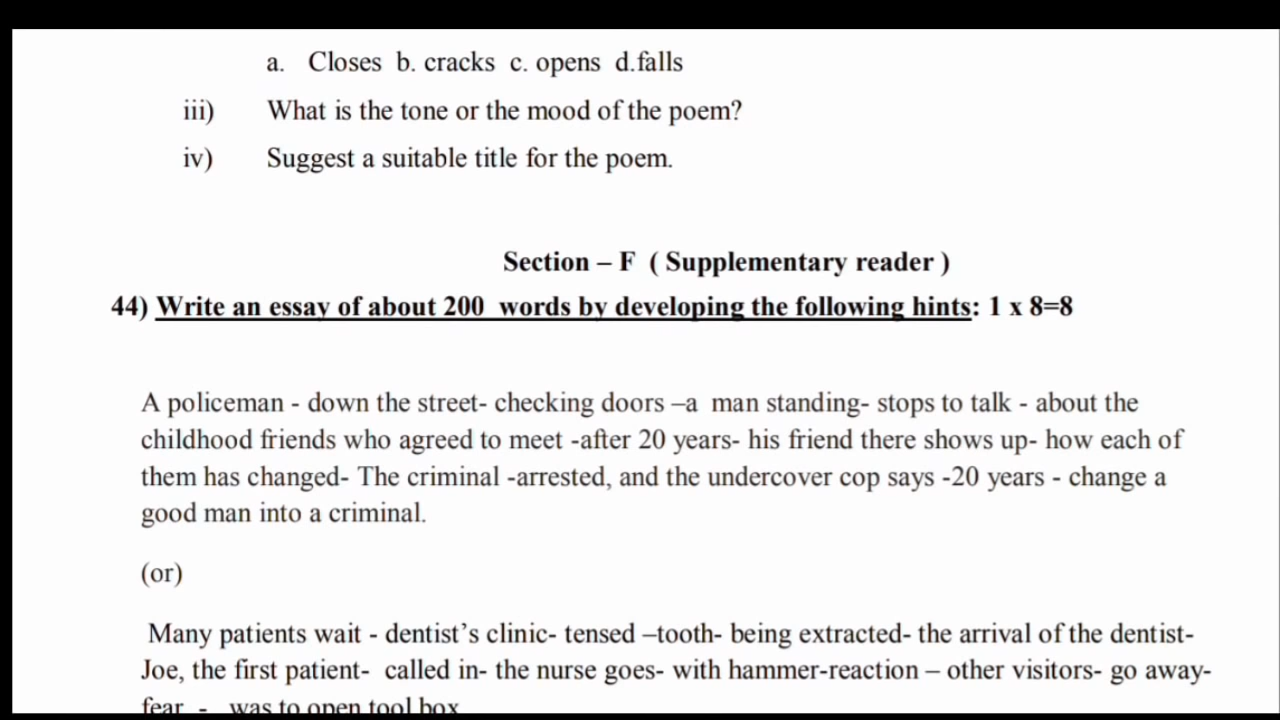 a. Closes b. cracks c. opens d.falls
iii) What is the tone or the mood of the poem?
iv) Suggest a suitable title for the poem.
Section – F ( Supplementary reader )
44) Write an essay of about 200 words by developing the following hints: 1 x 8=8
A policeman - down the street- checking doors –a man standing- stops to talk - about the
childhood friends who agreed to meet -after 20 years- his friend there shows up- how each of
them has changed- The criminal -arrested, and the undercover cop says -20 years - change a
good man into a criminal.
(or)
Many patients wait - dentist’s clinic- tensed –tooth- being extracted- the arrival of the dentist-
Joe, the first patient- called in- the nurse goes- with hammer-reaction – other visitors- go away-
fear - was to open tool box